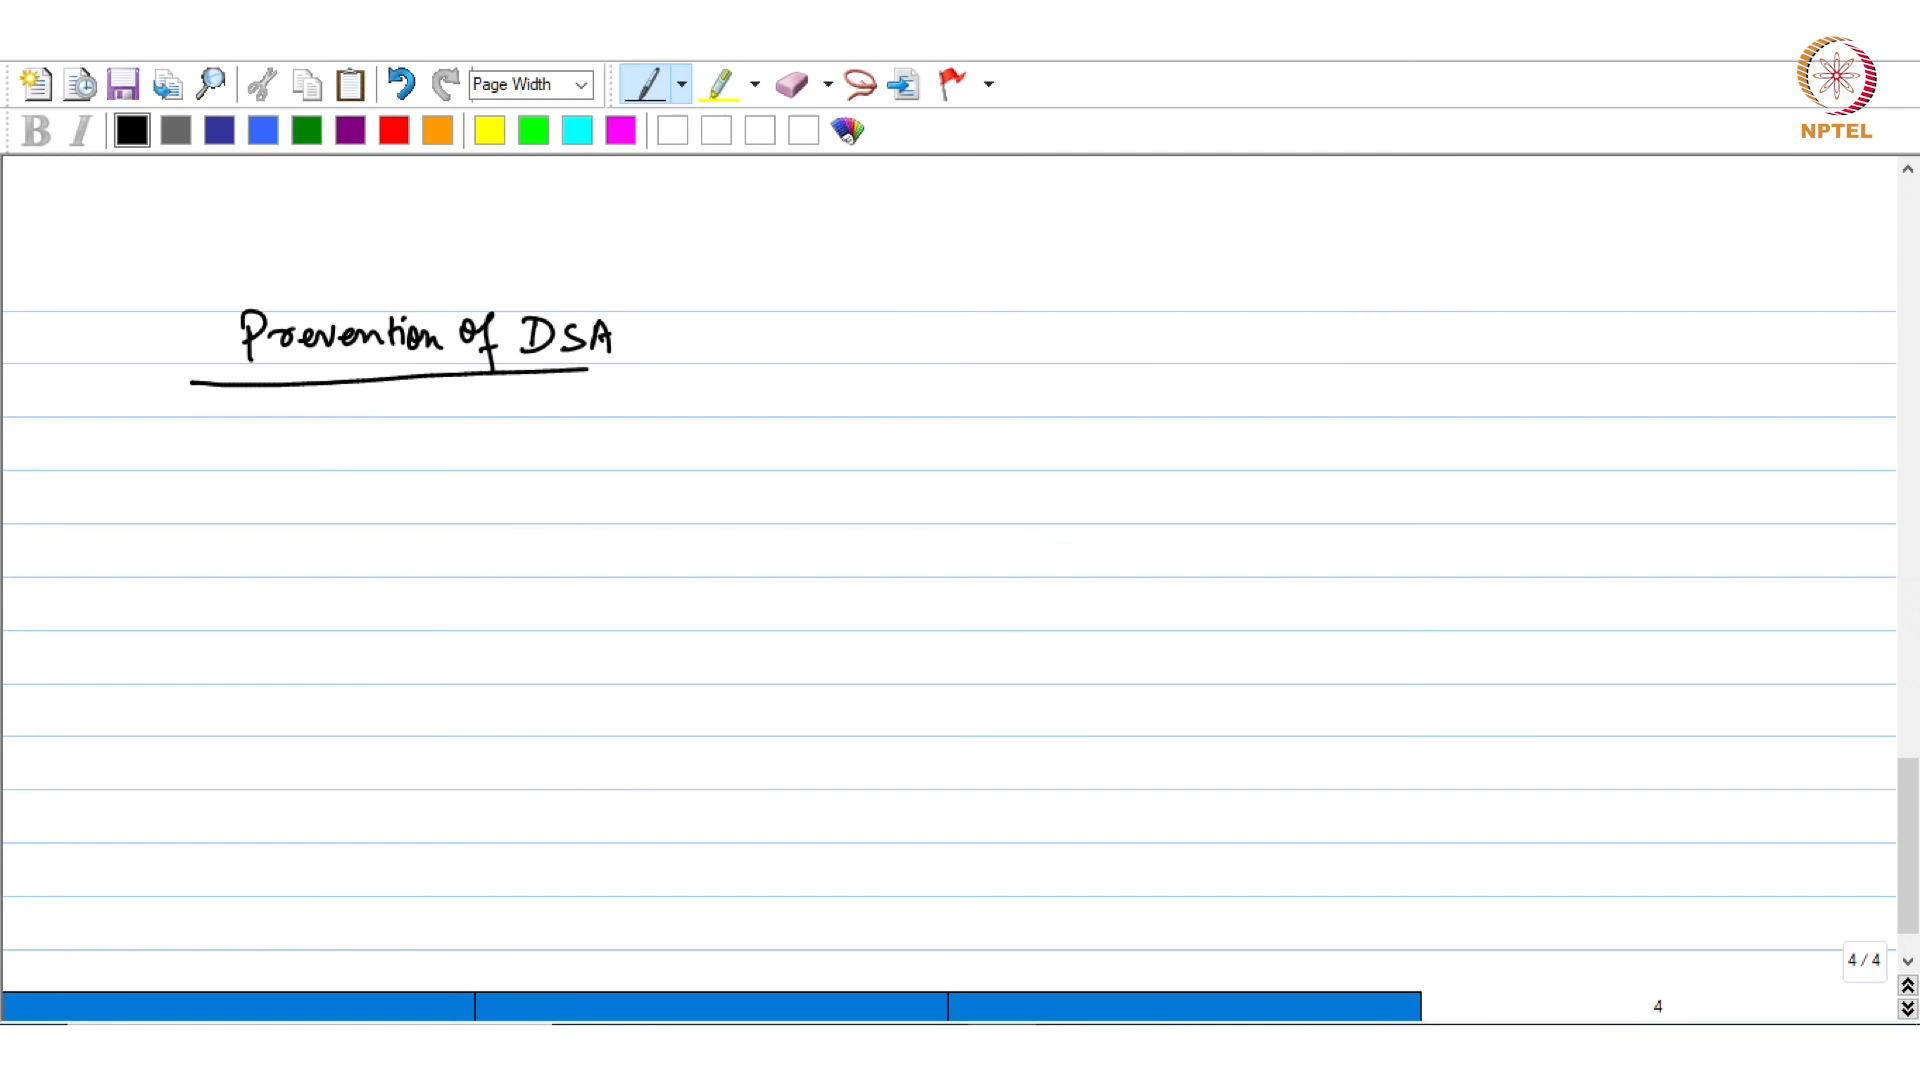 Page Width
NPTEL
B I
Prevention of DSA
4 / 4
4